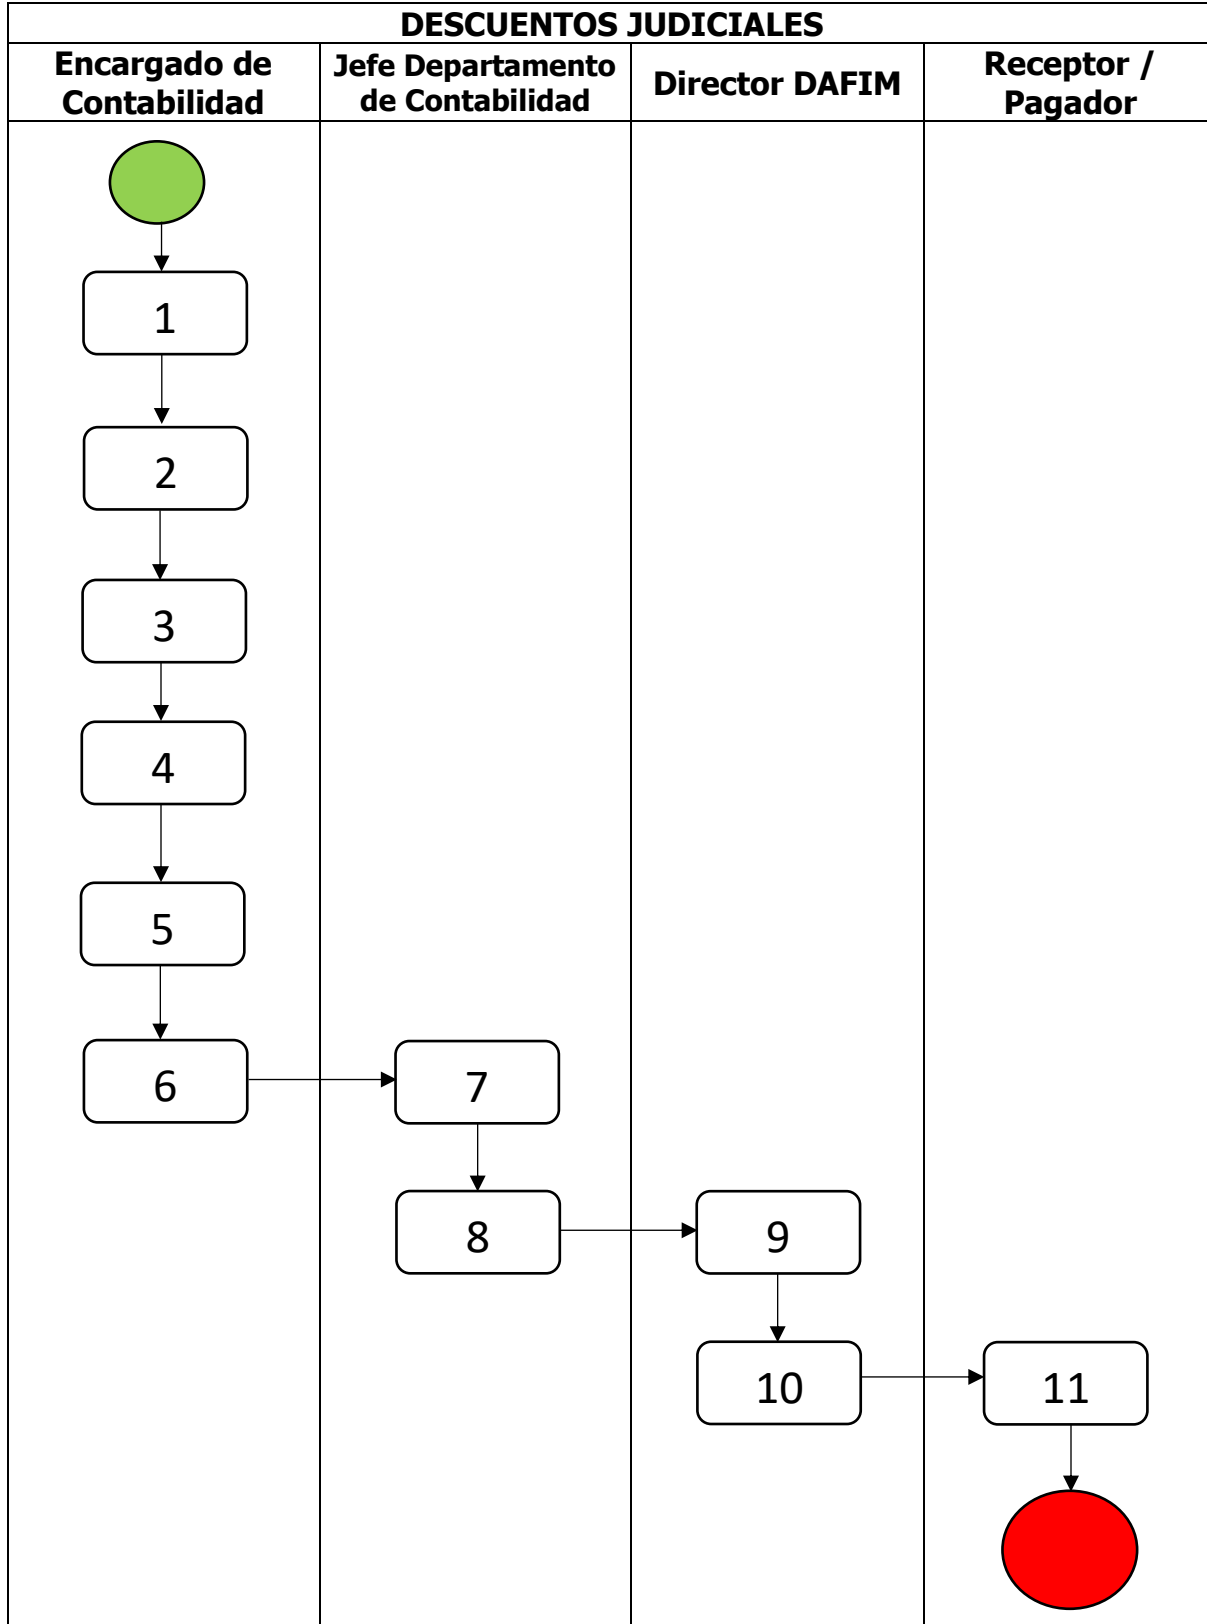 DESCUENTOS JUDICIALES
Encargado de
Contabilidad
Jefe Departamento
de Contabilidad
Director DAFIM
Receptor /
Pagador
1
2
3
4
5
6
7
8
9
10
11